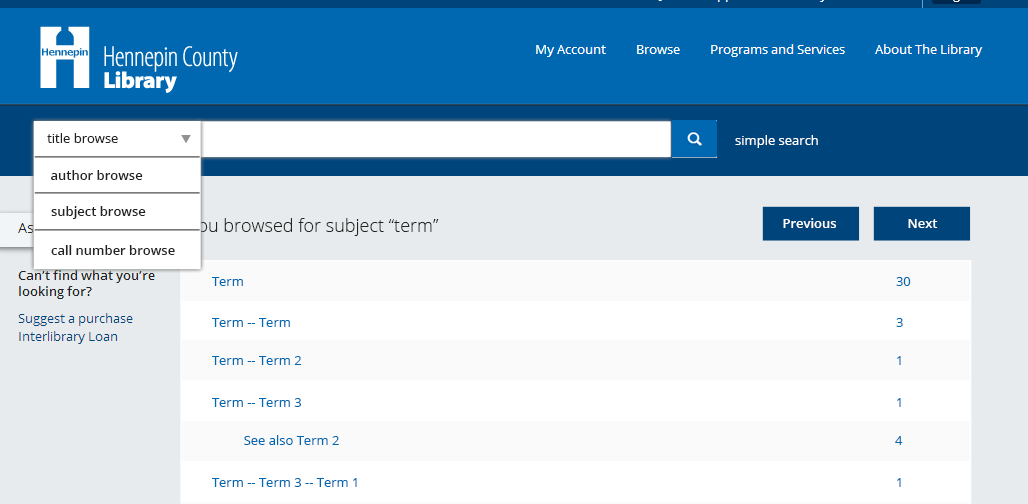 Hennepin
Hennepin County
Library
My Account
Browse
Programs and Services
About The Library
title browse
simple search
author browse
subject browse
call number browse
As
ou browsed for subject “term”
Previous
Next
Can’t find what you’re
looking for?
Suggest a purchase
Interlibrary Loan
Term 30
Term -- Term 3
Term -- Term 2 1
Term -- Term 3 1
See also Term 2 4
Term -- Term 3 -- Term 1 1